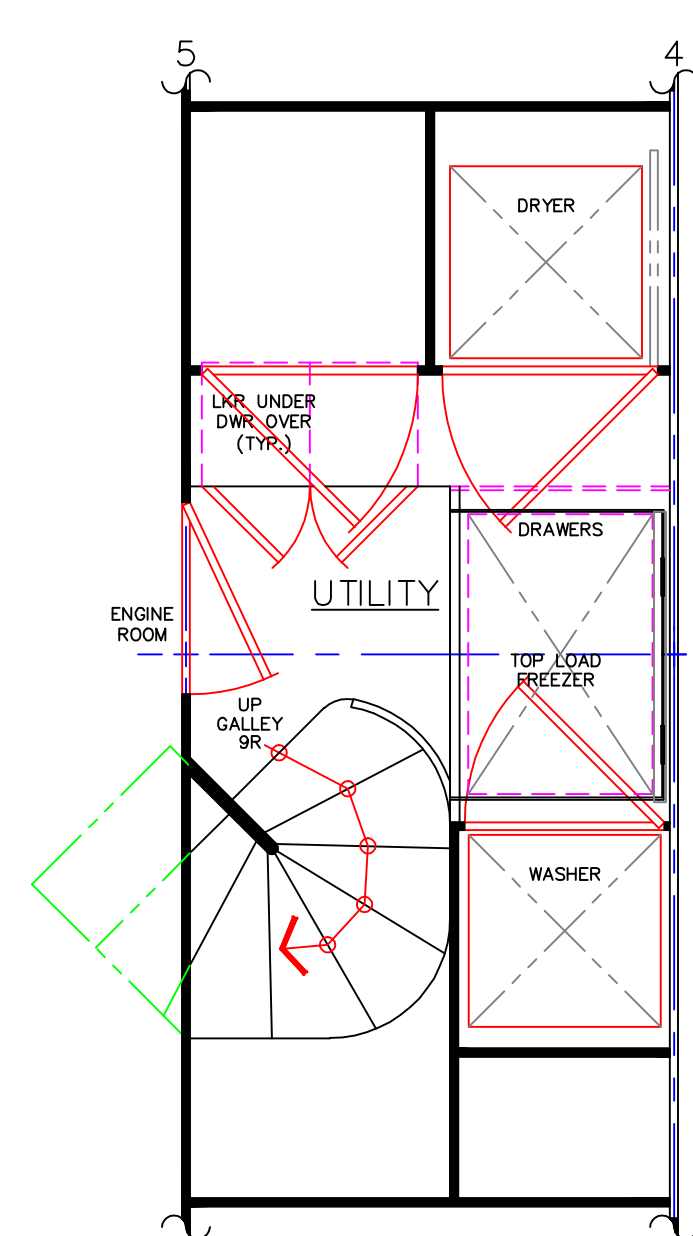 5
4
DRYER
LKR UNDER
DWR OVER
(TYP.)
DRAWERS
UTILITY
ENGINE
ROOM
TOP LOAD
FREEZER
UP
GALLEY
9R
WASHER